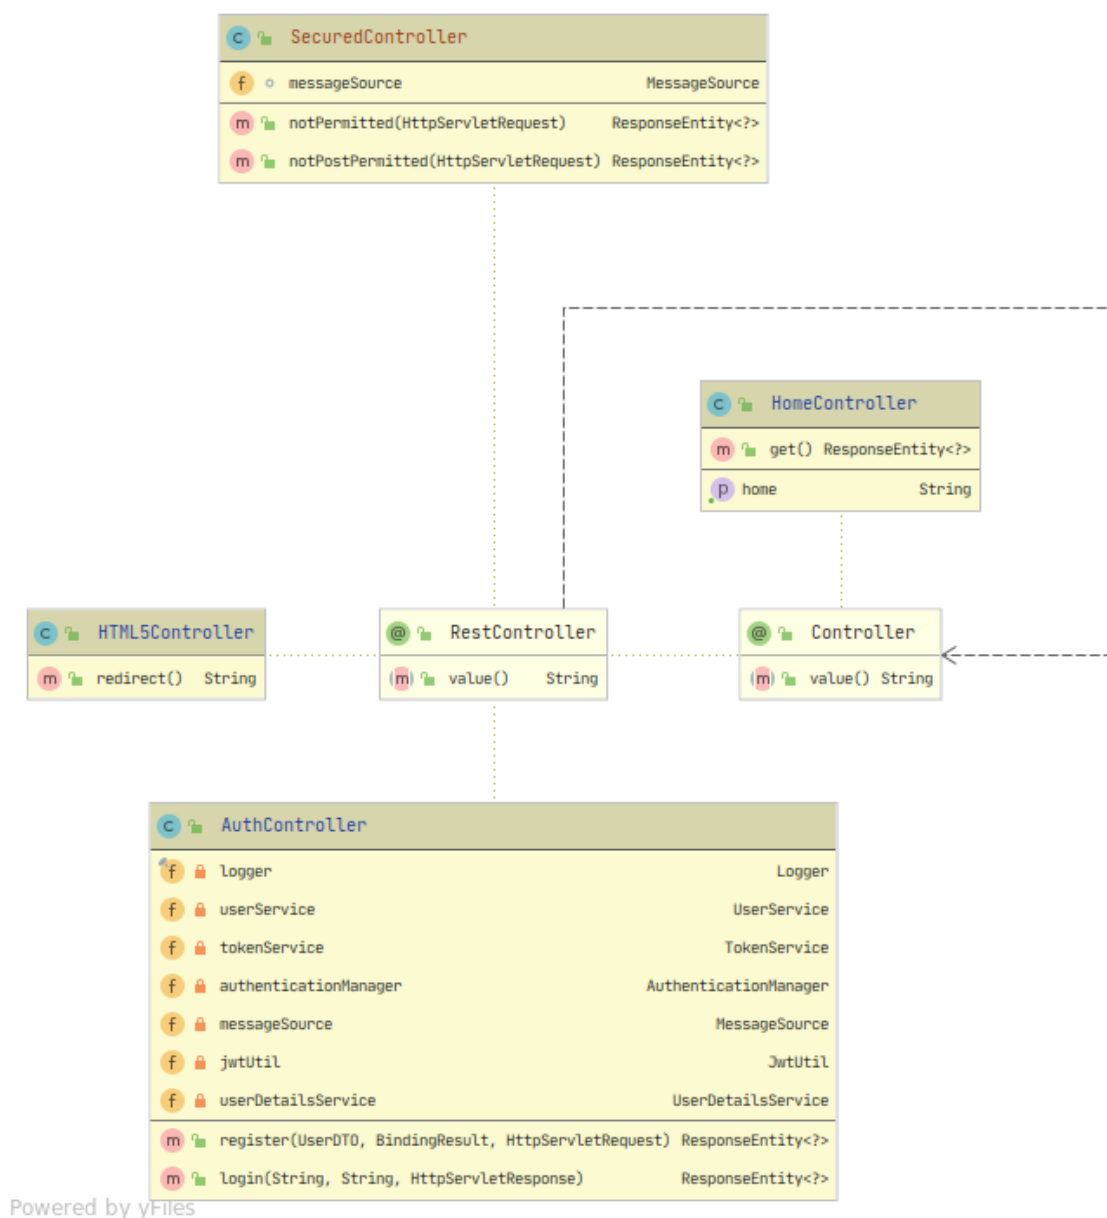 SecuredController
messageSource MessageSource
notPermitted(HttpServletRequest) ResponseEntity<?>
notPostPermitted(HttpServletRequest) ResponseEntity<?>
HomeController
get() ResponseEntity<?>
home String
HTML5Controller
redirect() String
RestController
value() String
Controller
value() String
AuthController
logger Logger
userService UserService
tokenService TokenService
authenticationManager AuthenticationManager
messageSource MessageSource
jwtUtil JwtUtil
userDetailsService UserDetailsService
register(UserDTO, BindingResult, HttpServletRequest) ResponseEntity<?>
login(String, String, HttpServletResponse) ResponseEntity<?>
Powered by yFiles